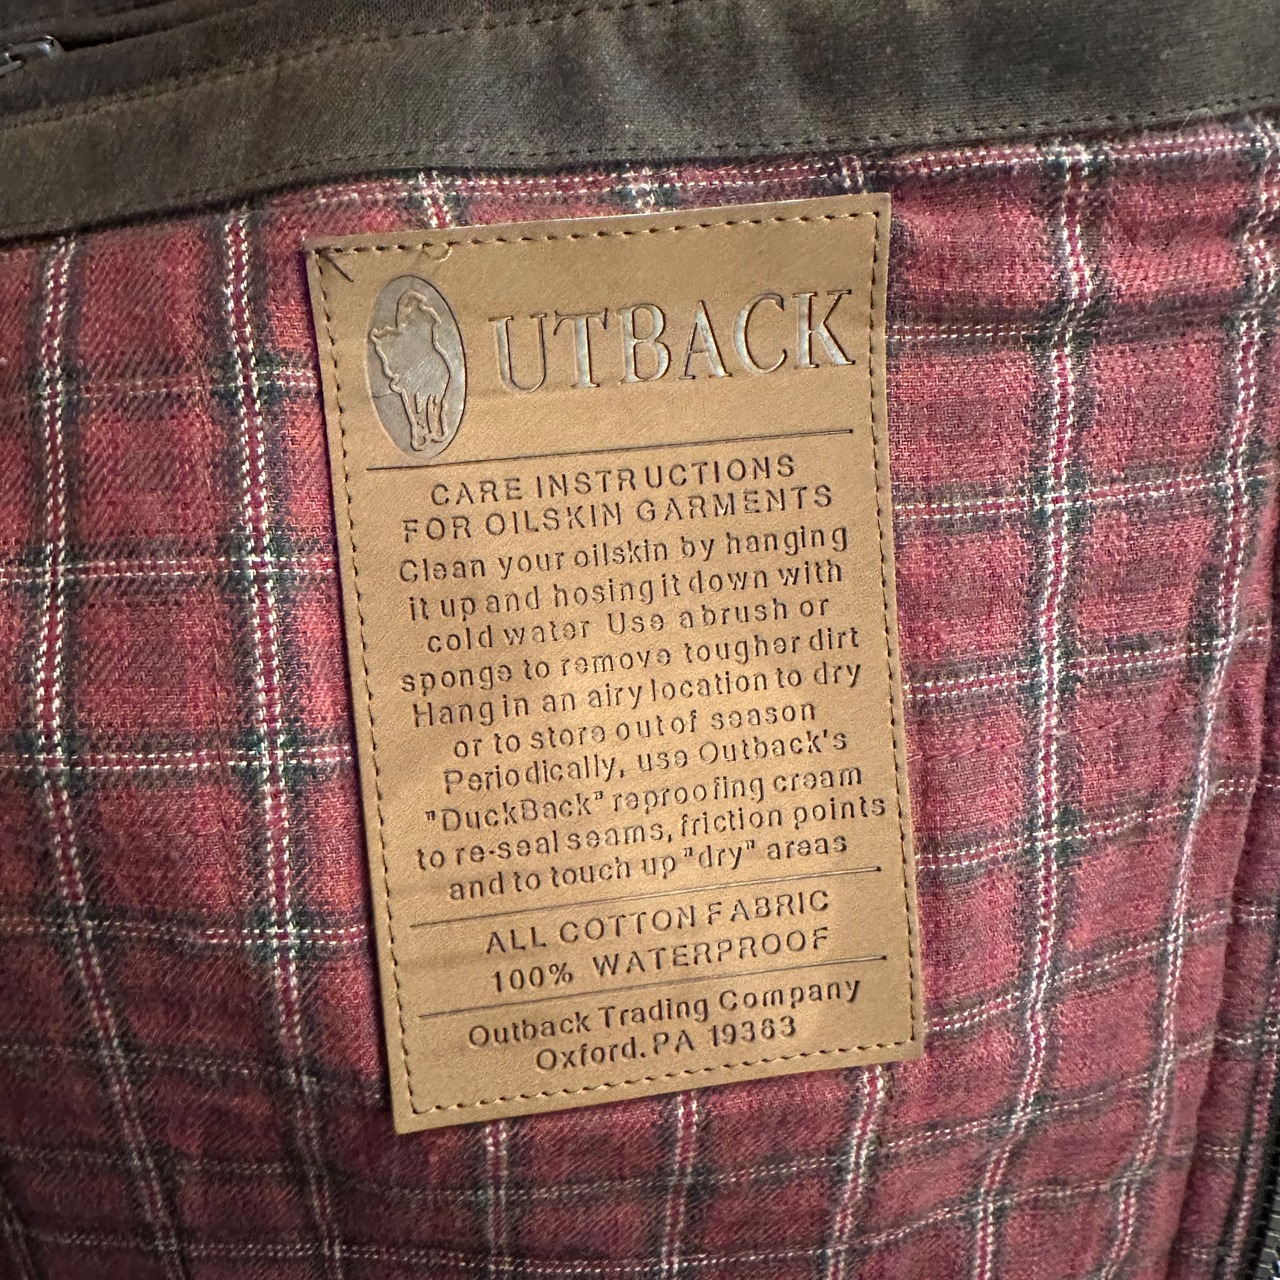 OUTBACK
CARE INSTRUCTIONS
FOR OILSKIN GARMENTS
Clean your oilskin by hanging
it up and hosing it down with
cold water Use a brush or
sponge to remove tougher dirt
Hang in an airy location to dry
or to store out of season
Periodically, use Outback's
"DuckBack" reproofing cream
to re-seal seams, friction points
and to touch up "dry" areas
ALL COTTON FABRIC
100% WATERPROOF
Outback Trading Company
Oxford. PA 19363